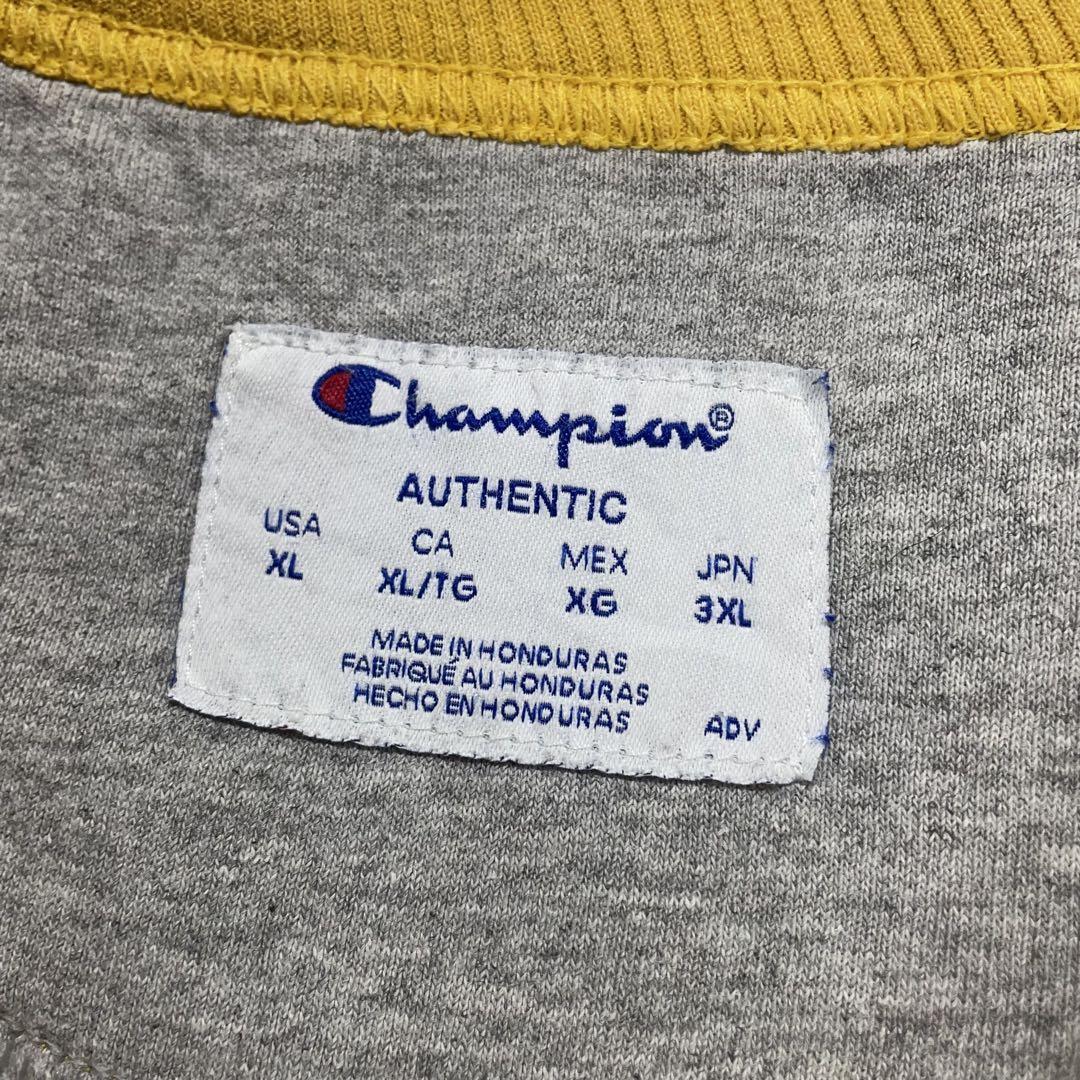 Champion®
AUTHENTIC
USA CA MEX JPN
XL XL/TG XG 3XL
MADE IN HONDURAS
FABRIQUÉ AU HONDURAS
HECHO EN HONDURAS ADV